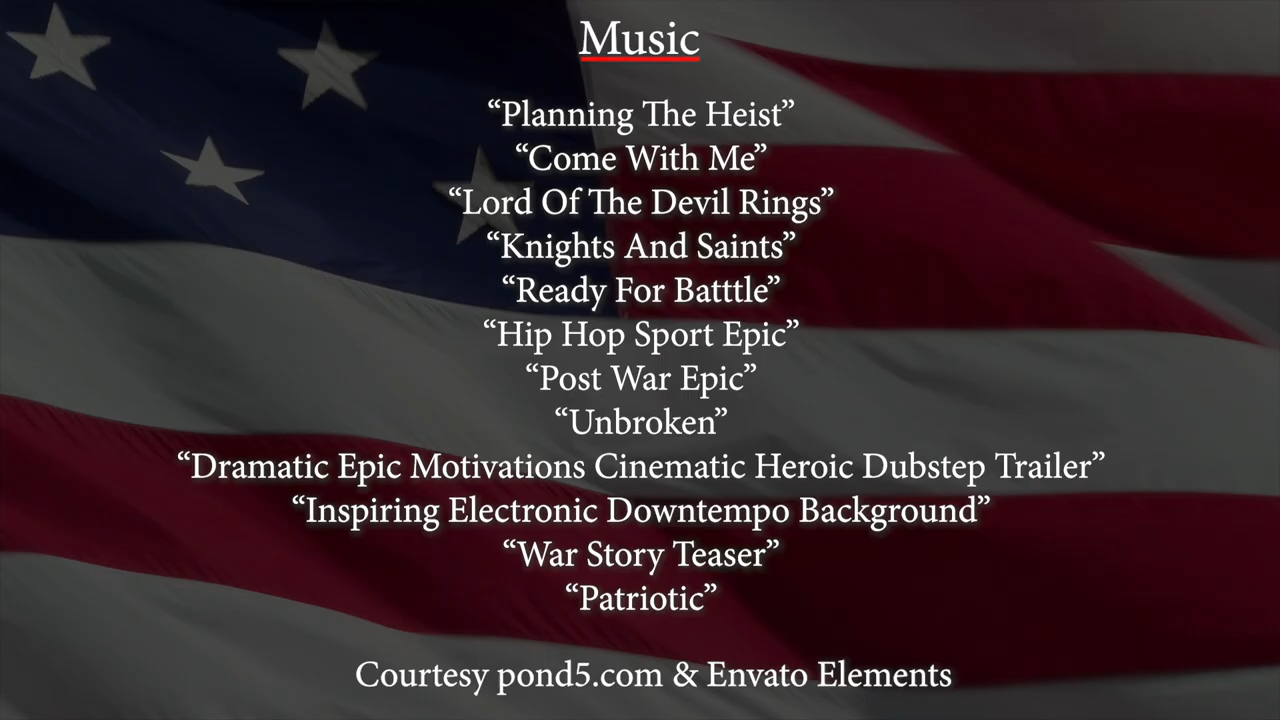 Music
“Planning The Heist”
“Come With Me”
“Lord Of The Devil Rings”
“Knights And Saints”
“Ready For Batttle”
“Hip Hop Sport Epic”
“Post War Epic”
“Unbroken”
“Dramatic Epic Motivations Cinematic Heroic Dubstep Trailer”
“Inspiring Electronic Downtempo Background”
“War Story Teaser”
“Patriotic”
Courtesy pond5.com & Envato Elements